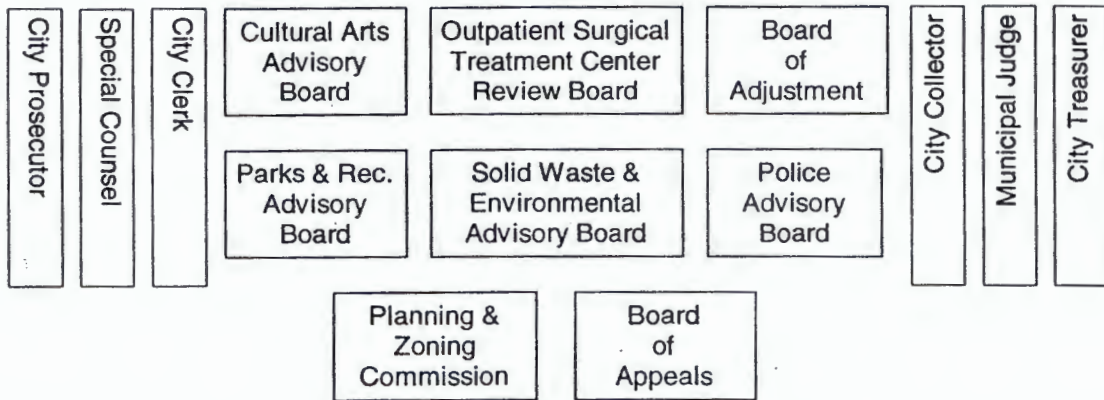 City Prosecutor
Special Counsel
City Clerk
Cultural Arts
Advisory
Board
Outpatient Surgical
Treatment Center
Review Board
Board
of
Adjustment
City Collector
Municipal Judge
City Treasurer
Parks & Rec.
Advisory
Board
Solid Waste &
Environmental
Advisory Board
Police
Advisory
Board
Planning &
Zoning
Commission
Board
of
Appeals